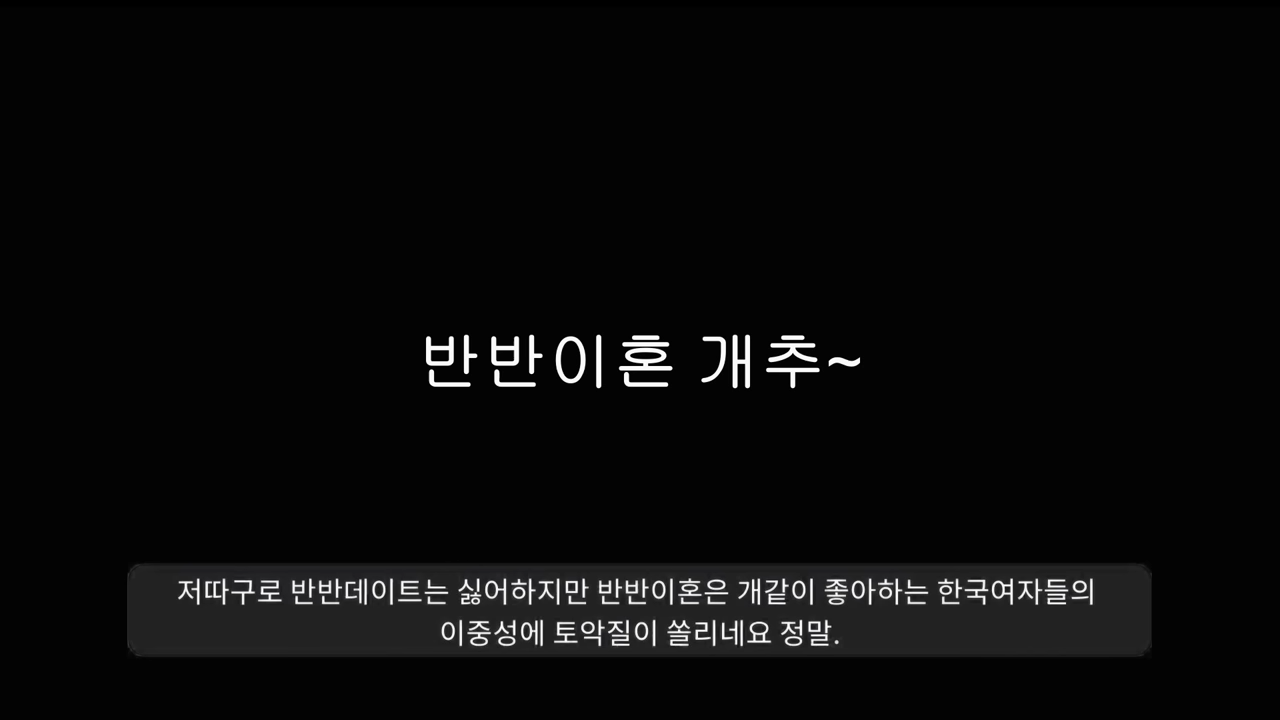 반반이혼 개추~
저따구로 반반데이트는 싫어하지만 반반이혼은 개같이 좋아하는 한국여자들의
이중성에 토악질이 쏠리네요 정말.